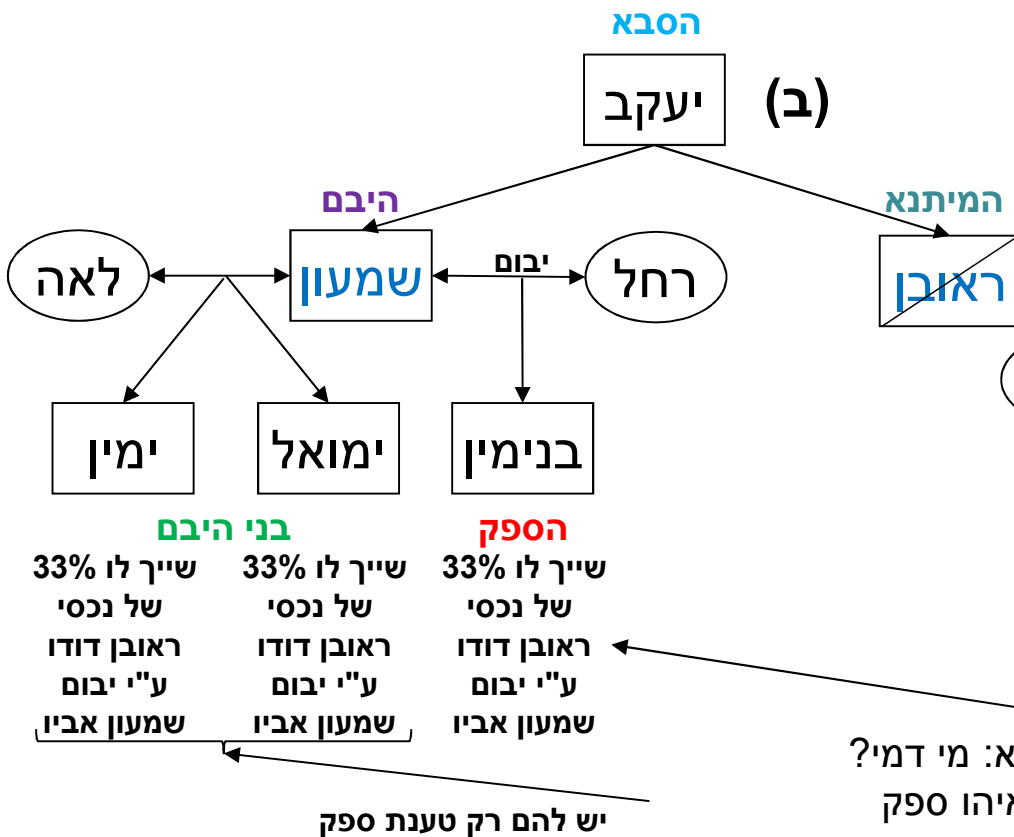 הסבא
יעקב
(ב)
המיתנא
היבם
ראובן
רחל
יבום
שמעון
לאה
בנימין
ימואל
ימין
הספק
בני היבם
שייך לו 33%
של נכסי
ראובן דודו
ע"י יבום
שמעון אביו
שייך לו 33%
של נכסי
ראובן דודו
ע"י יבום
שמעון אביו
שייך לו 33%
של נכסי
ראובן דודו
ע"י יבום
שמעון אביו
א: מי דמי?
איהו ספק
יש להם רק טענת ספק